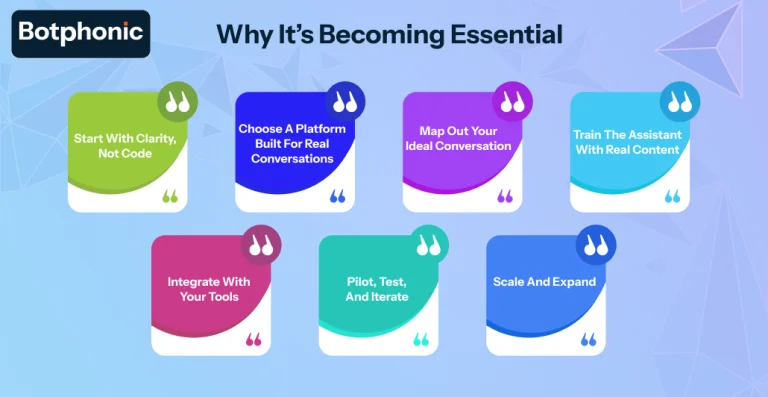 Botphonic
Why It's Becoming Essential
Start With Clarity,
Not Code
Choose A Platform
Built For Real
Conversations
Map Out Your
Ideal Conversation
Train The Assistant
With Real Content
Integrate With
Your Tools
Pilot, Test,
And Iterate
Scale And Expand